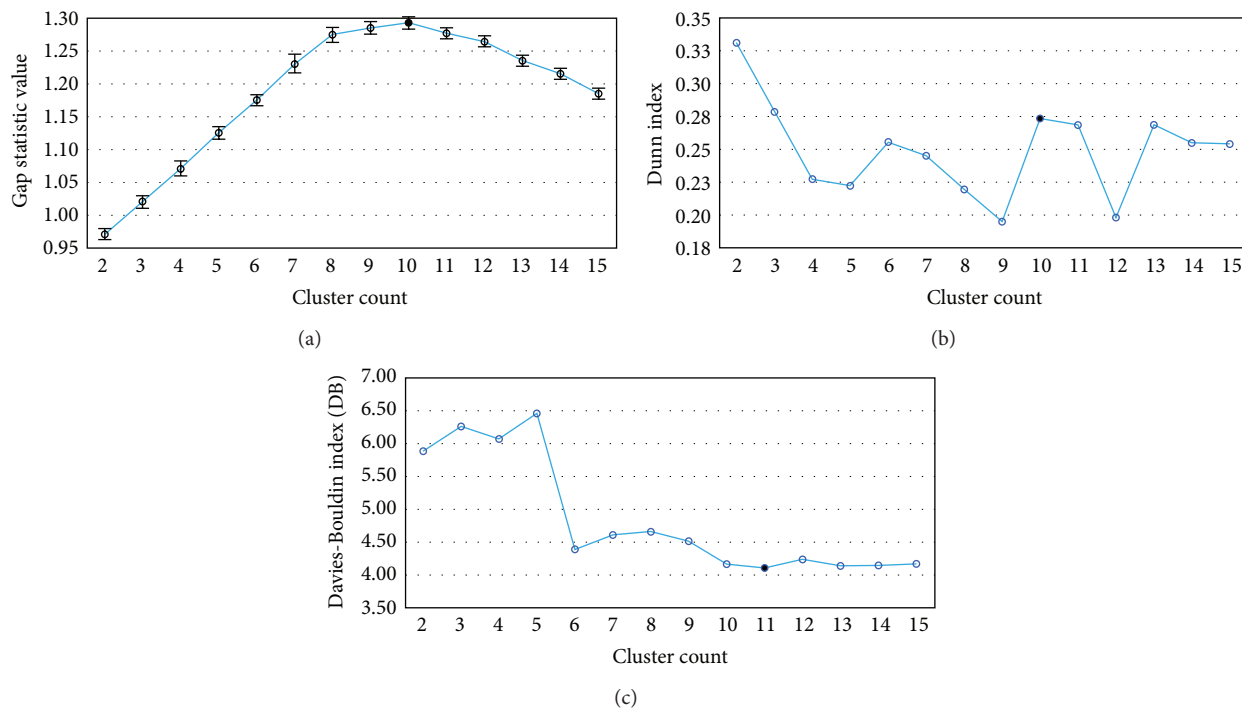 Gap statistic value
1.30
1.25
1.20
1.15
1.10
1.05
1.00
0.95
2 3 4 5 6 7 8 9 10 11 12 13 14 15
Cluster count
(a)
Dunn index
0.35
0.33
0.30
0.28
0.25
0.23
0.20
0.18
2 3 4 5 6 7 8 9 10 11 12 13 14 15
Cluster count
(b)
Davies-Bouldin index (DB)
7.00
6.50
6.00
5.50
5.00
4.50
4.00
3.50
2 3 4 5 6 7 8 9 10 11 12 13 14 15
Cluster count
(c)